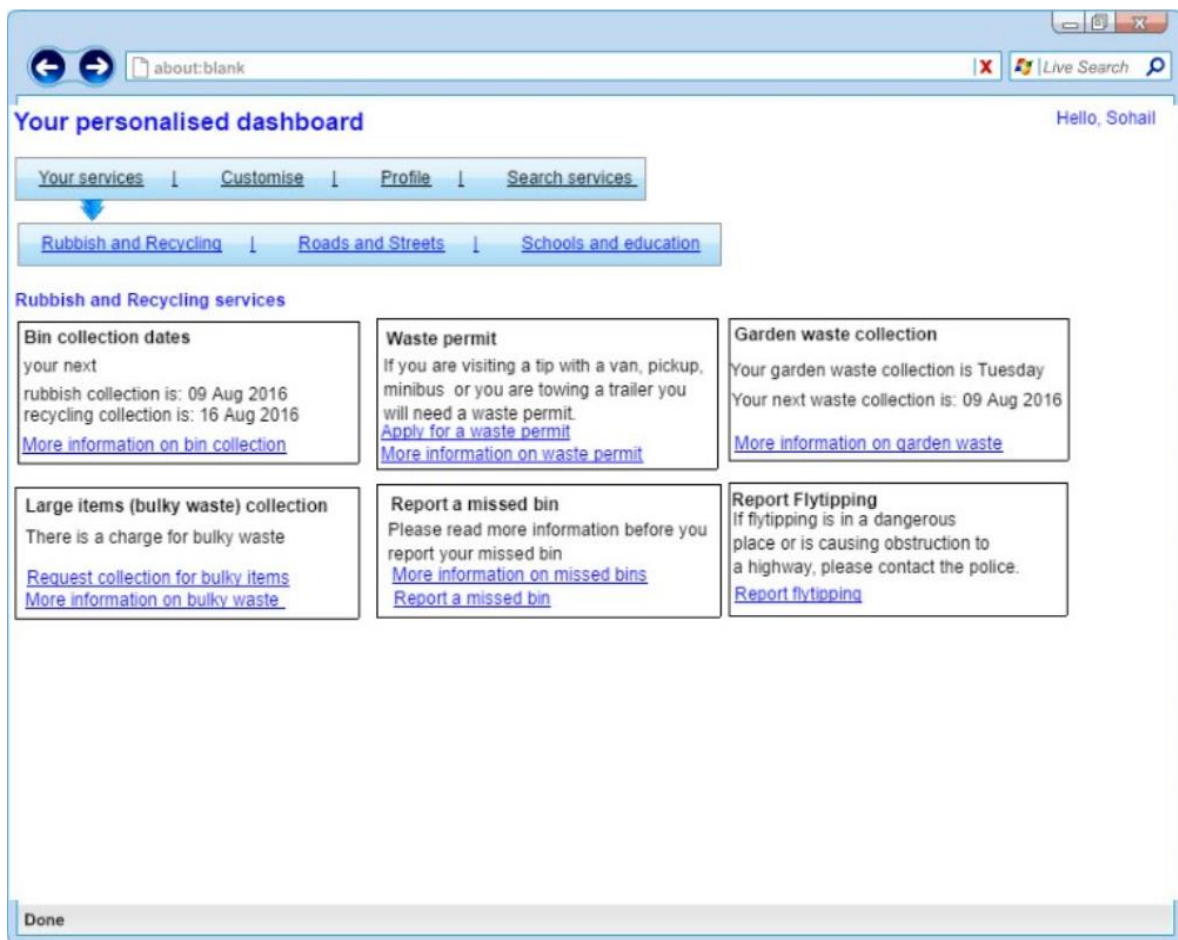 about:blank
X
Live Search
Your personalised dashboard
Hello, Sohail
Your services | Customise | Profile | Search services
Rubbish and Recycling | Roads and Streets | Schools and education
Rubbish and Recycling services
Bin collection dates
your next
rubbish collection is: 09 Aug 2016
recycling collection is: 16 Aug 2016
More information on bin collection
Waste permit
If you are visiting a tip with a van, pickup,
minibus or you are towing a trailer you
will need a waste permit.
Apply for a waste permit
More information on waste permit
Garden waste collection
Your garden waste collection is Tuesday
Your next waste collection is: 09 Aug 2016
More information on garden waste
Large items (bulky waste) collection
There is a charge for bulky waste
Request collection for bulky items
More information on bulky waste
Report a missed bin
Please read more information before you
report your missed bin
More information on missed bins
Report a missed bin
Report Flytipping
If flytipping is in a dangerous
place or is causing obstruction to
a highway, please contact the police.
Report flytipping
Done